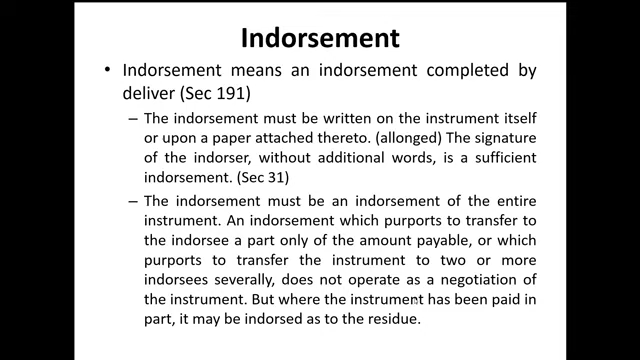 Indorsement
• Indorsement means an indorsement completed by
deliver (Sec 191)
– The indorsement must be written on the instrument itself
or upon a paper attached thereto. (allonged) The signature
of the indorser, without additional words, is a sufficient
indorsement. (Sec 31)
– The indorsement must be an indorsement of the entire
instrument. An indorsement which purports to transfer to
the indorsee a part only of the amount payable, or which
purports to transfer the instrument to two or more
indorsees severally, does not operate as a negotiation of
the instrument. But where the instrument has been paid in
part, it may be indorsed as to the residue.